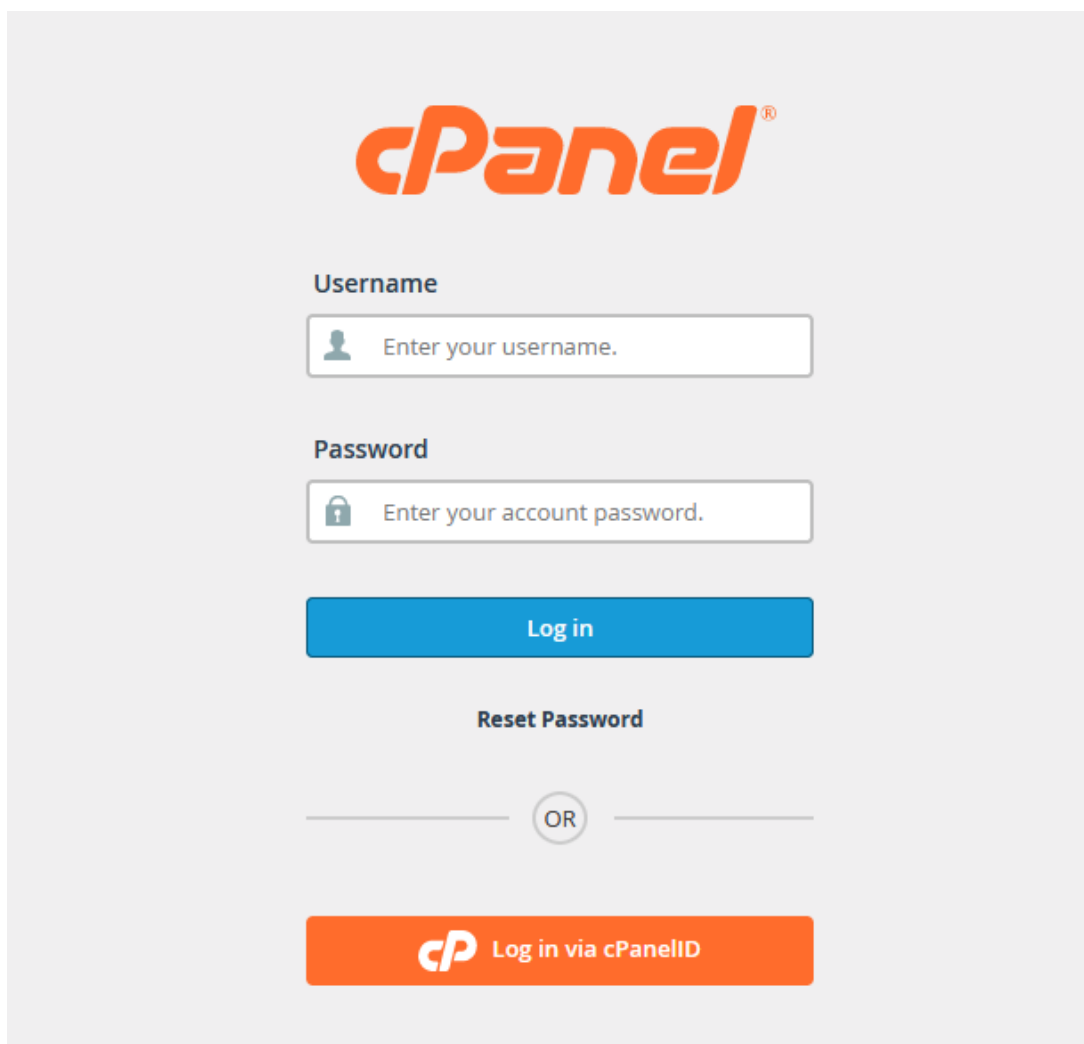 cPanel®
Username
Enter your username.
Password
Enter your account password.
Log in
Reset Password
OR
cP Log in via cPanelID